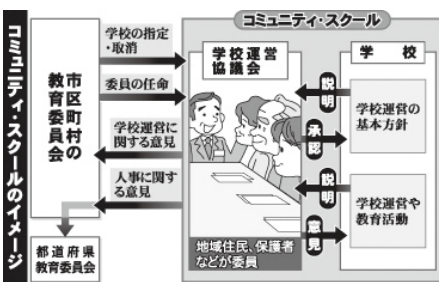 コミュニティ・スクールのイメージ
市区町村の
教育委員会
都道府県
教育委員会
学校の指定
・取消
委員の任命
学校運営に
関する意見
人事に関す
る意見
コミュニティ・スクール
学校運営
協議会
地域住民、保護者
などが委員
説明
承認
説明
意見
学校
学校運営の
基本方針
学校運営や
教育活動